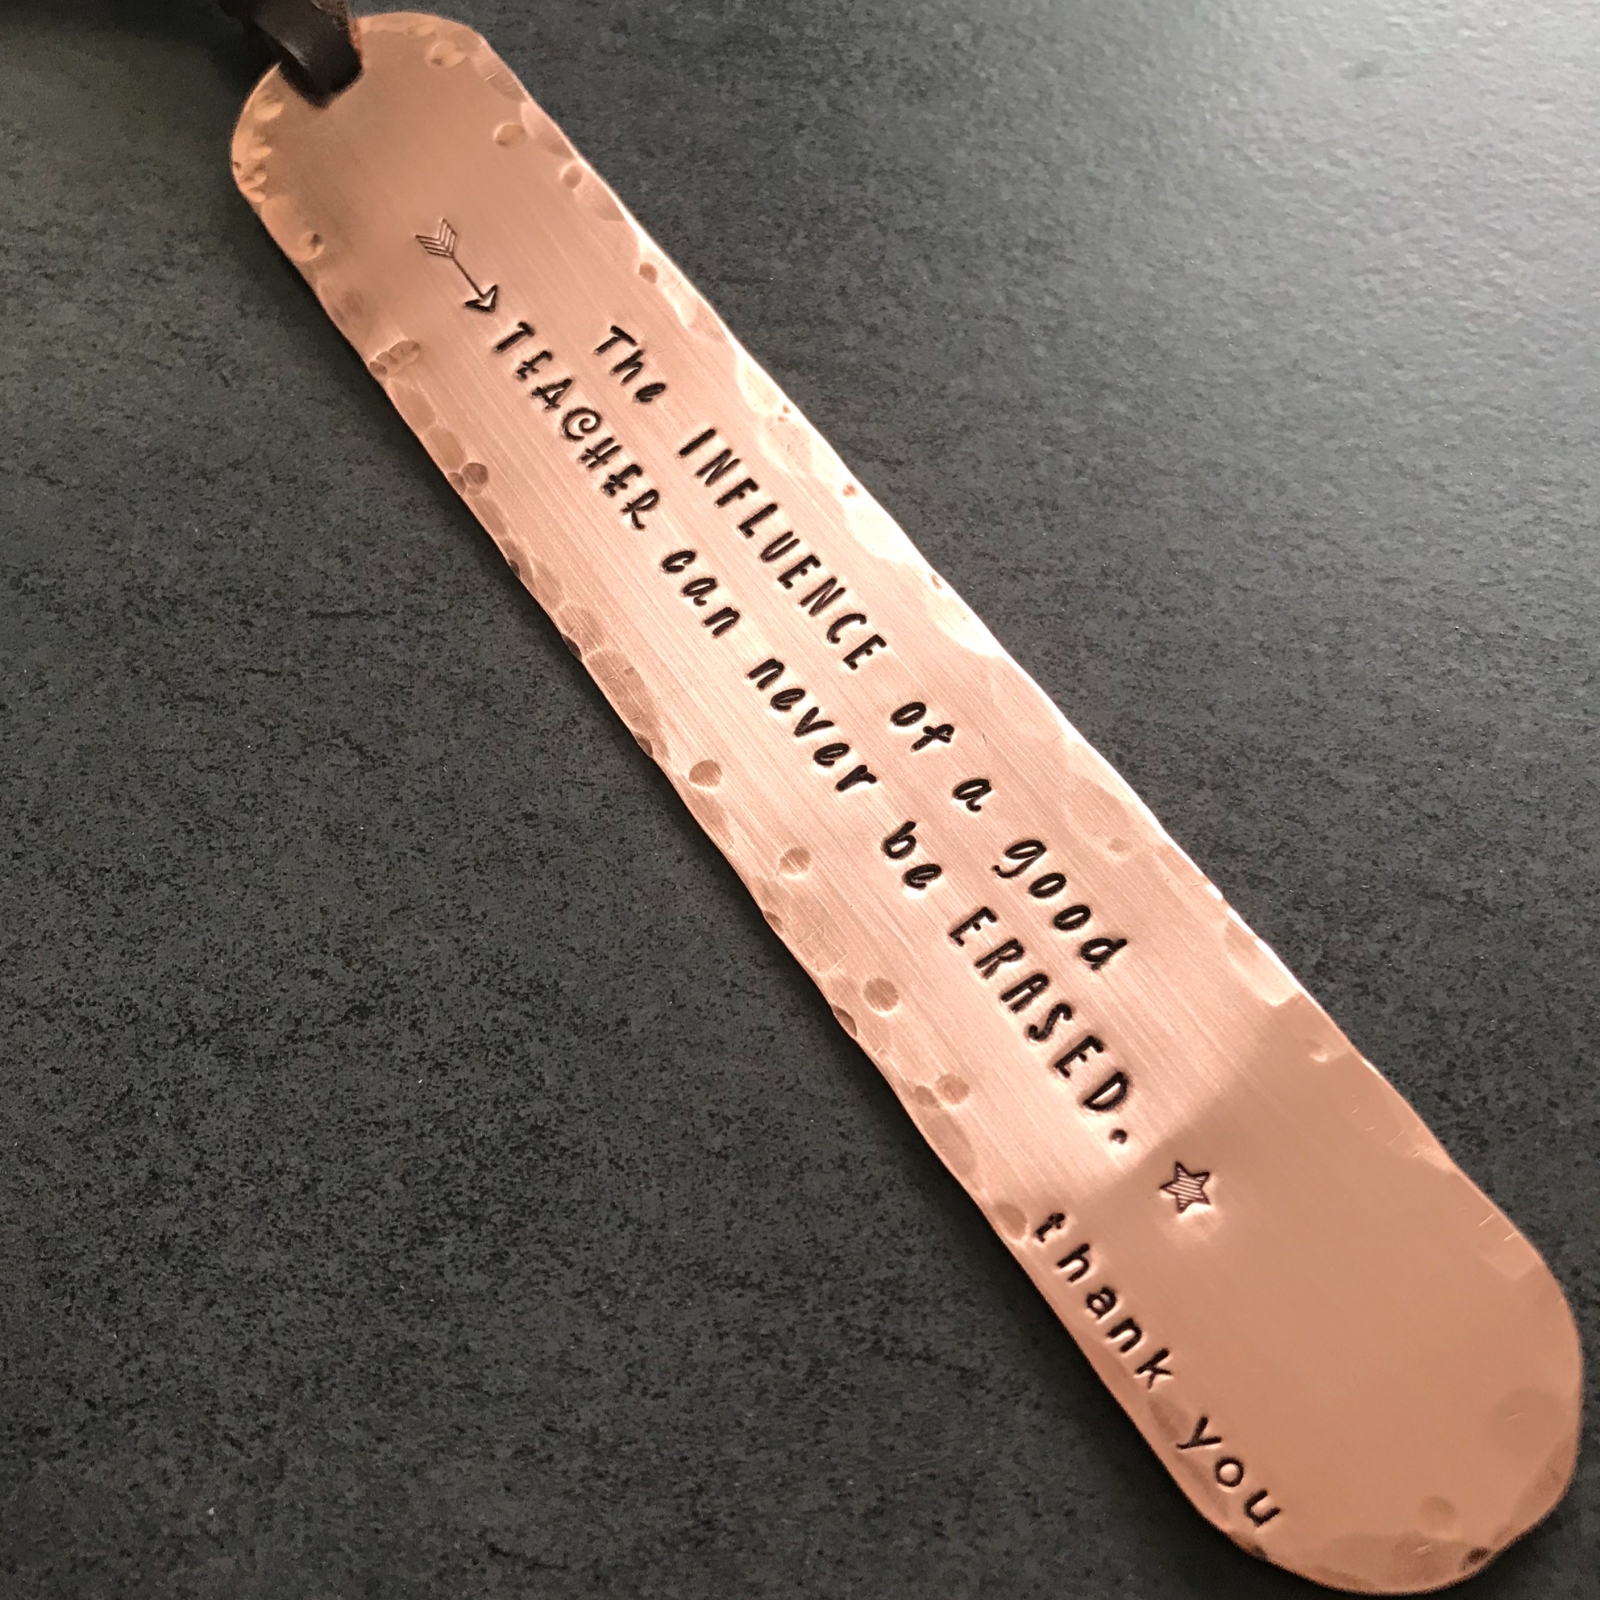 The INFLUENCE of a good
TEACHER can never be ERASED.
thank you